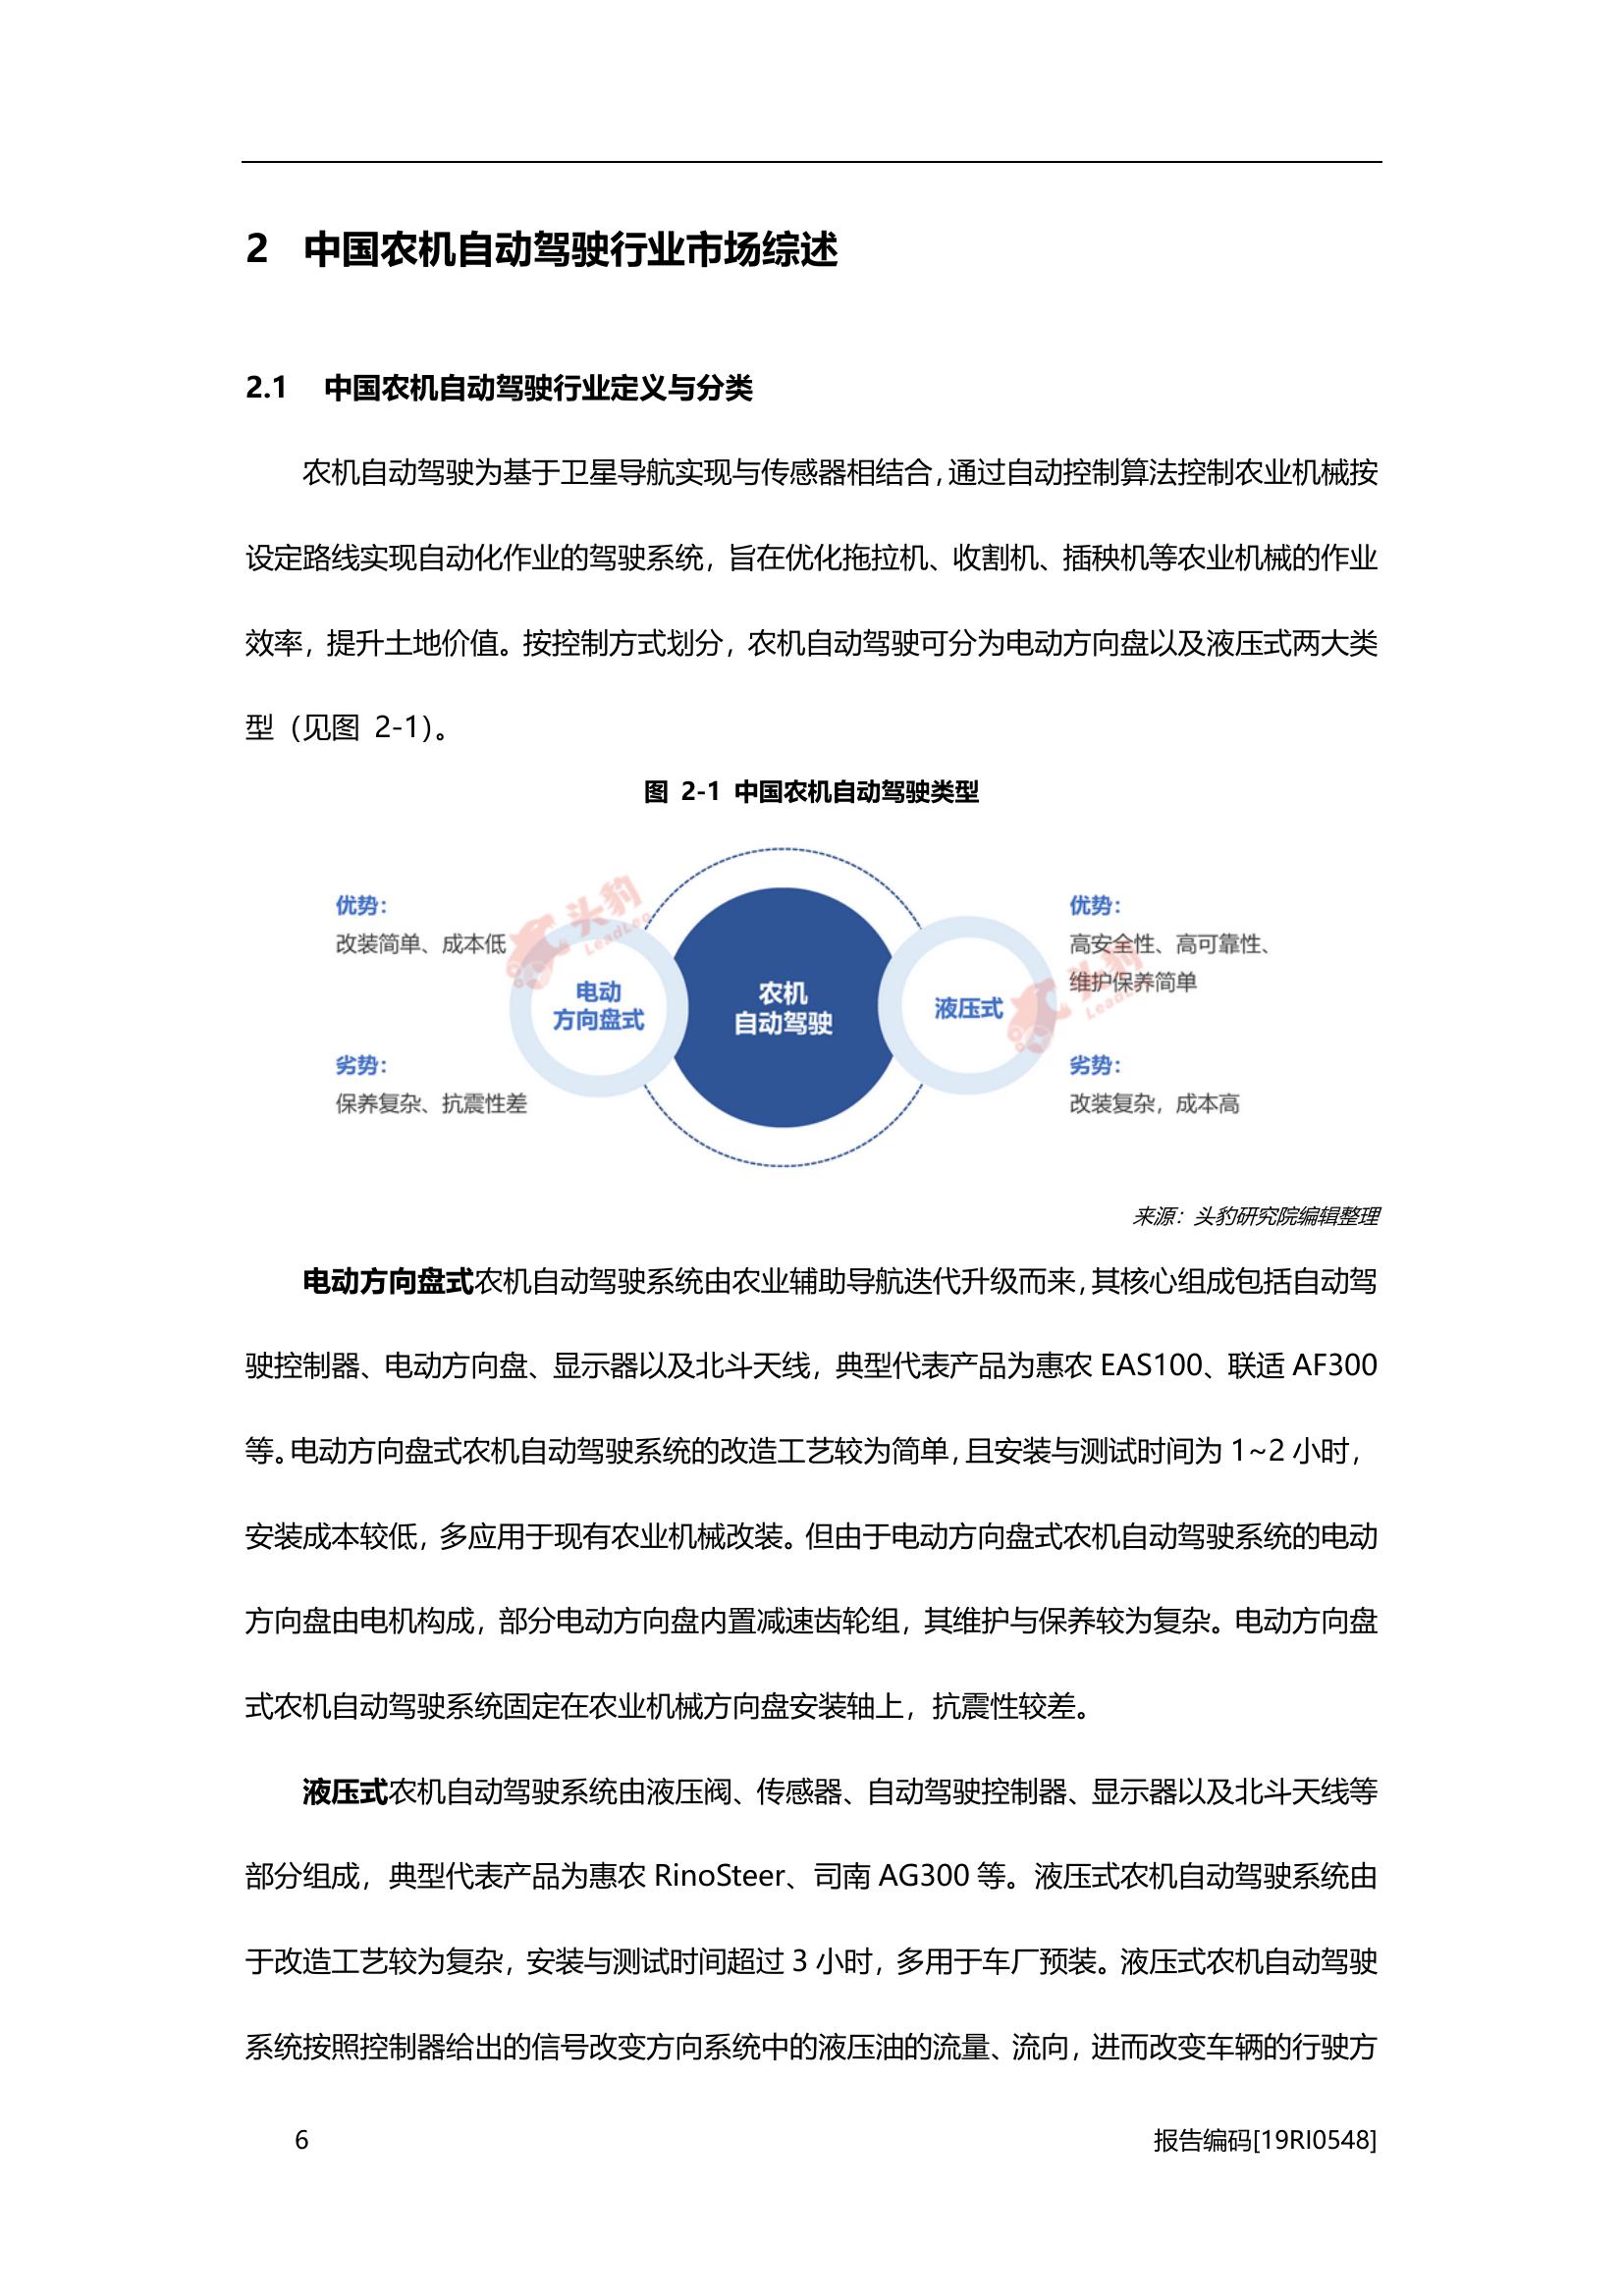 2 中国农机自动驾驶行业市场综述
2.1 中国农机自动驾驶行业定义与分类
农机自动驾驶为基于卫星导航实现与传感器相结合，通过自动控制算法控制农业机械按
设定路线实现自动化作业的驾驶系统，旨在优化拖拉机、收割机、插秧机等农业机械的作业
效率，提升土地价值。按控制方式划分，农机自动驾驶可分为电动方向盘以及液压式两大类
型（见图 2-1）。
图 2-1 中国农机自动驾驶类型
优势：
改装简单、成本低
劣势：
保养复杂、抗震性差
电动
方向盘式
农机
自动驾驶
液压式
优势：
高安全性、高可靠性、
维护保养简单
劣势：
改装复杂，成本高
头豹
LeadLeo
头豹
LeadLeo
来源：头豹研究院编辑整理
电动方向盘式农机自动驾驶系统由农业辅助导航迭代升级而来，其核心组成包括自动驾
驶控制器、电动方向盘、显示器以及北斗天线，典型代表产品为惠农 EAS100、联适 AF300
等。电动方向盘式农机自动驾驶系统的改造工艺较为简单，且安装与测试时间为 1~2 小时，
安装成本较低，多应用于现有农业机械改装。但由于电动方向盘式农机自动驾驶系统的电动
方向盘由电机构成，部分电动方向盘内置减速齿轮组，其维护与保养较为复杂。电动方向盘
式农机自动驾驶系统固定在农业机械方向盘安装轴上，抗震性较差。
液压式农机自动驾驶系统由液压阀、传感器、自动驾驶控制器、显示器以及北斗天线等
部分组成，典型代表产品为惠农 RinoSteer、司南 AG300 等。液压式农机自动驾驶系统由
于改造工艺较为复杂，安装与测试时间超过 3 小时，多用于车厂预装。液压式农机自动驾驶
系统按照控制器给出的信号改变方向系统中的液压油的流量、流向，进而改变车辆的行驶方
6
报告编码[19RI0548]